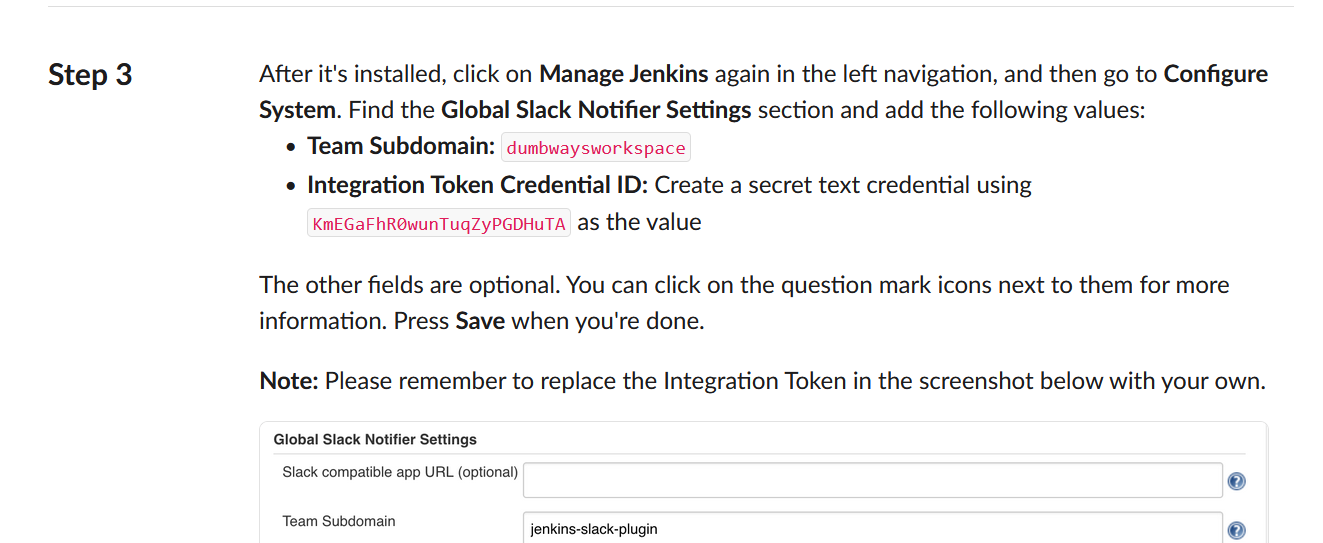 Step 3
After it's installed, click on Manage Jenkins again in the left navigation, and then go to Configure
System. Find the Global Slack Notifier Settings section and add the following values:
• Team Subdomain: dumbwaysworkspace
• Integration Token Credential ID: Create a secret text credential using
KmEGaFhR0wunTuqZyPGDHuTA as the value
The other fields are optional. You can click on the question mark icons next to them for more
information. Press Save when you're done.
Note: Please remember to replace the Integration Token in the screenshot below with your own.
Global Slack Notifier Settings
Slack compatible app URL (optional)
?
Team Subdomain
jenkins-slack-plugin
?